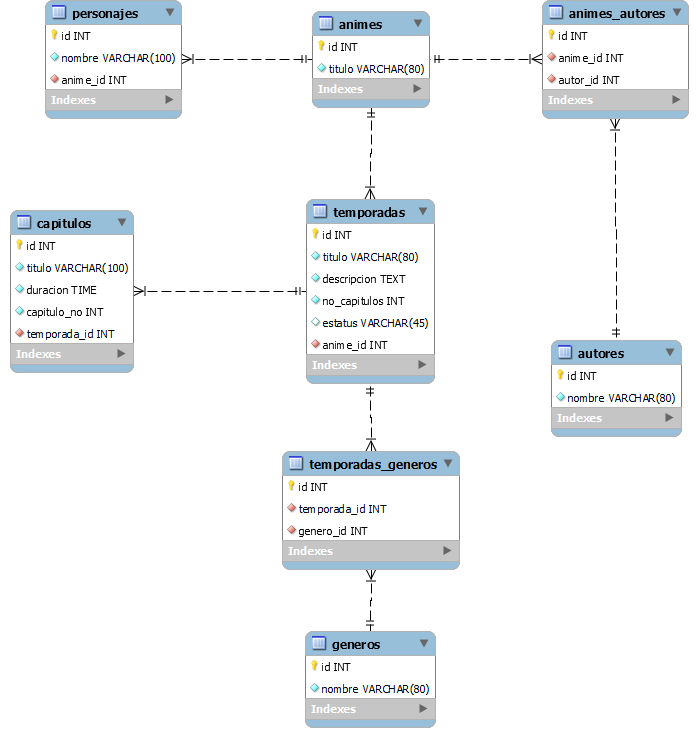 personajes
id INT
nombre VARCHAR(100)
anime_id INT
Indexes
animes
id INT
titulo VARCHAR(80)
Indexes
animes_autores
id INT
anime_id INT
autor_id INT
Indexes
capitulos
id INT
titulo VARCHAR(100)
duracion TIME
capitulo_no INT
temporada_id INT
Indexes
temporadas
id INT
titulo VARCHAR(80)
descripcion TEXT
no_capitulos INT
estatus VARCHAR(45)
anime_id INT
Indexes
autores
id INT
nombre VARCHAR(80)
Indexes
temporadas_generos
id INT
temporada_id INT
genero_id INT
Indexes
generos
id INT
nombre VARCHAR(80)
Indexes